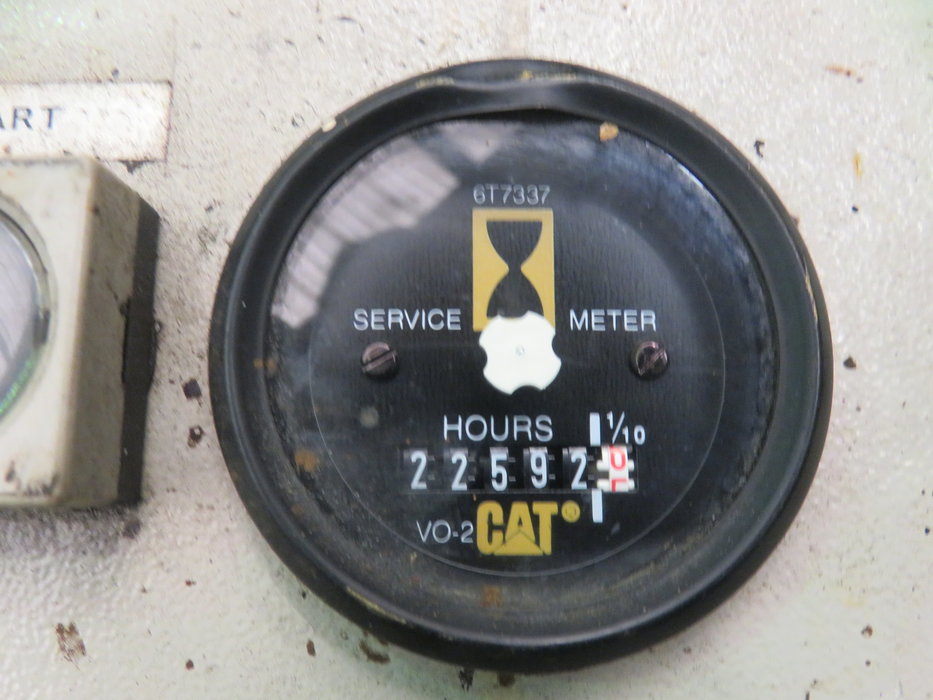 ART
6T7337
SERVICE METER
HOURS 1/10
22592
VO-2 CAT